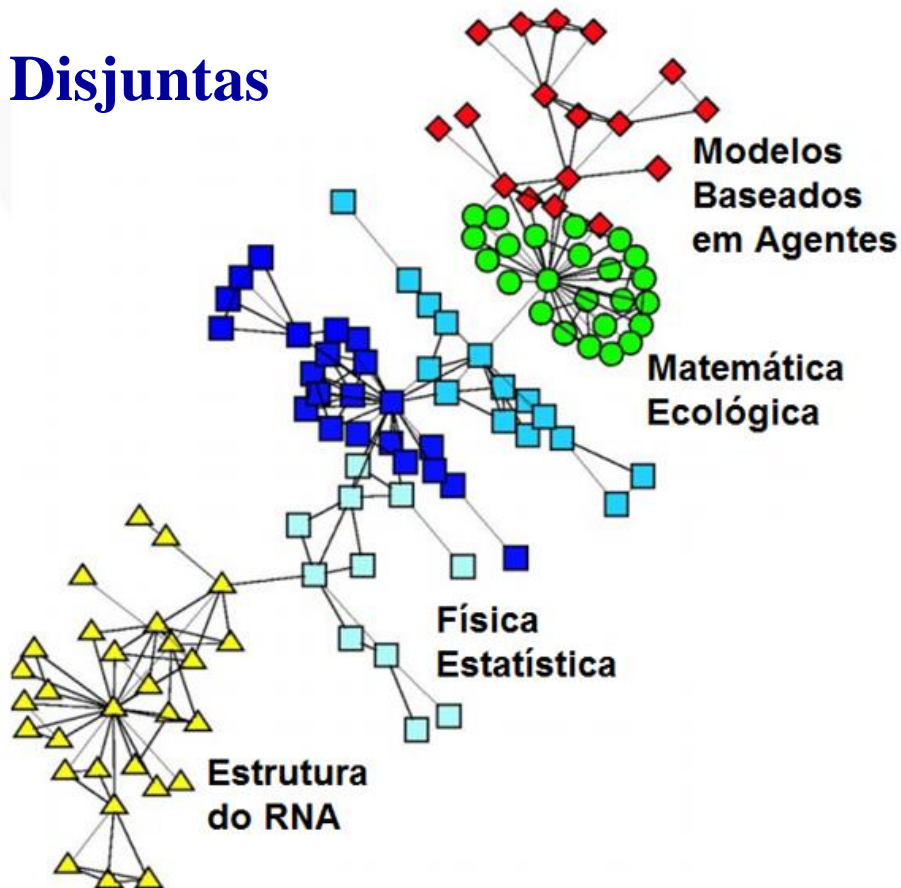 Disjuntas
Modelos
Baseados
em Agentes
Matemática
Ecológica
Física
Estatística
Estrutura
do RNA